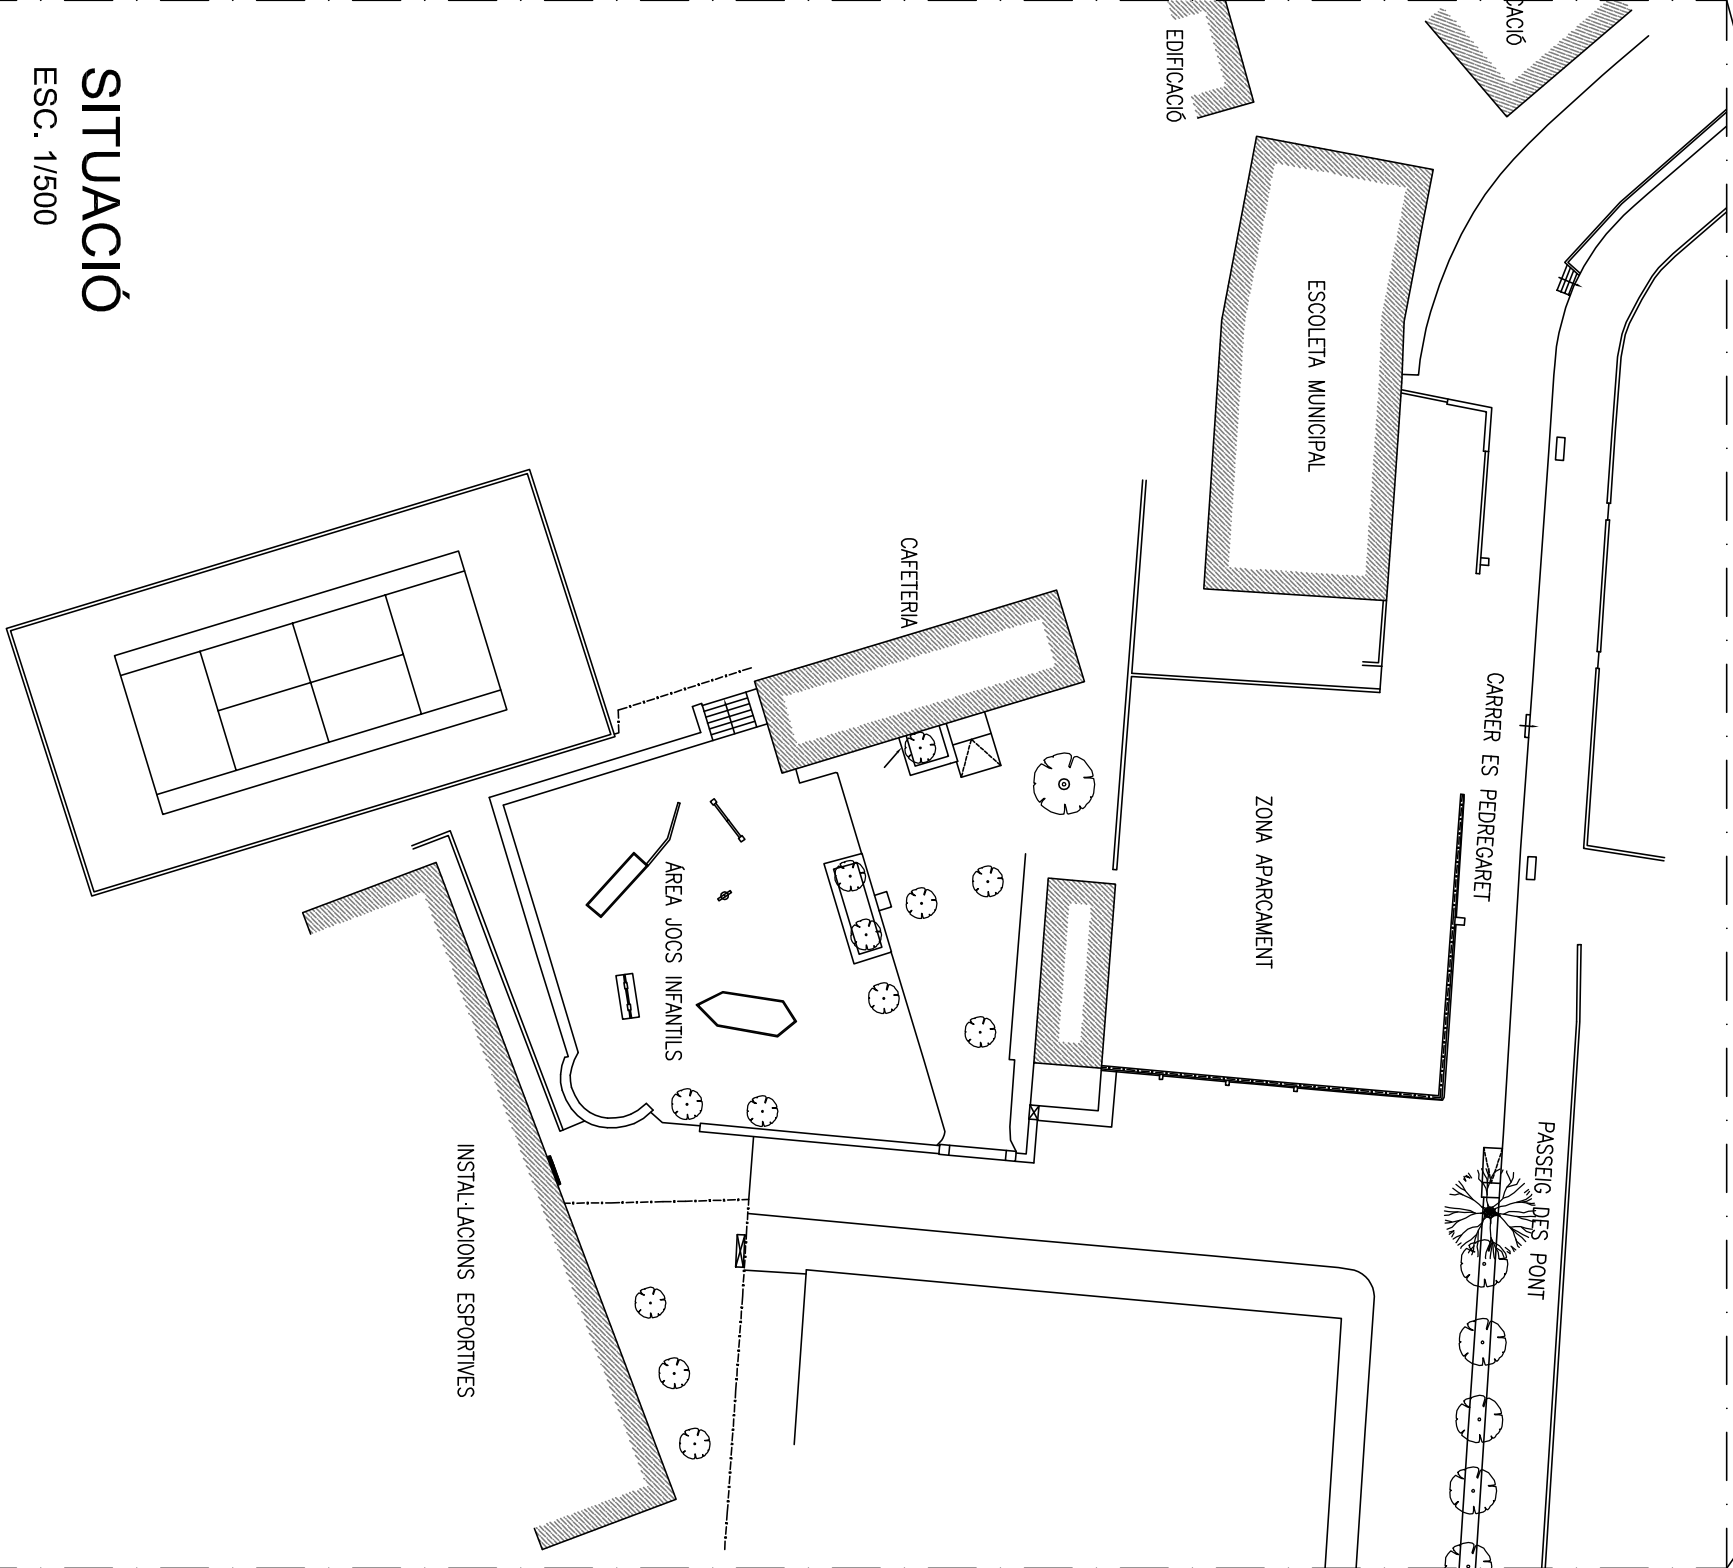 CACIÓ
EDIFICACIÓ
ESCOLETA MUNICIPAL
CARRER ES PEDREGARET
CAFETERIA
ZONA APARCAMENT
ÁREA JOCS INFANTILS
PASSEIG DES PONT
INSTAL·LACIONS ESPORTIVES
SITUACIÓ
ESC. 1/500